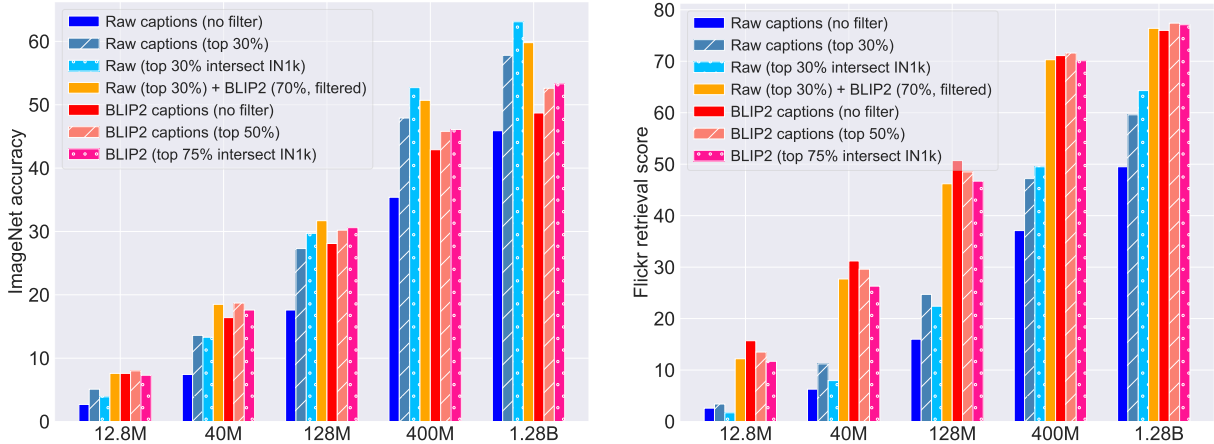 Raw captions (no filter)
Raw captions (top 30%)
Raw (top 30% intersect IN1k)
Raw (top 30%) + BLIP2 (70%, filtered)
BLIP2 captions (no filter)
BLIP2 captions (top 50%)
BLIP2 (top 75% intersect IN1k)
ImageNet accuracy
60
50
40
30
20
10
0
12.8M 40M 128M 400M 1.28B
Raw captions (no filter)
Raw captions (top 30%)
Raw (top 30% intersect IN1k)
Raw (top 30%) + BLIP2 (70%, filtered)
BLIP2 captions (no filter)
BLIP2 captions (top 50%)
BLIP2 (top 75% intersect IN1k)
Flickr retrieval score
80
70
60
50
40
30
20
10
0
12.8M 40M 128M 400M 1.28B